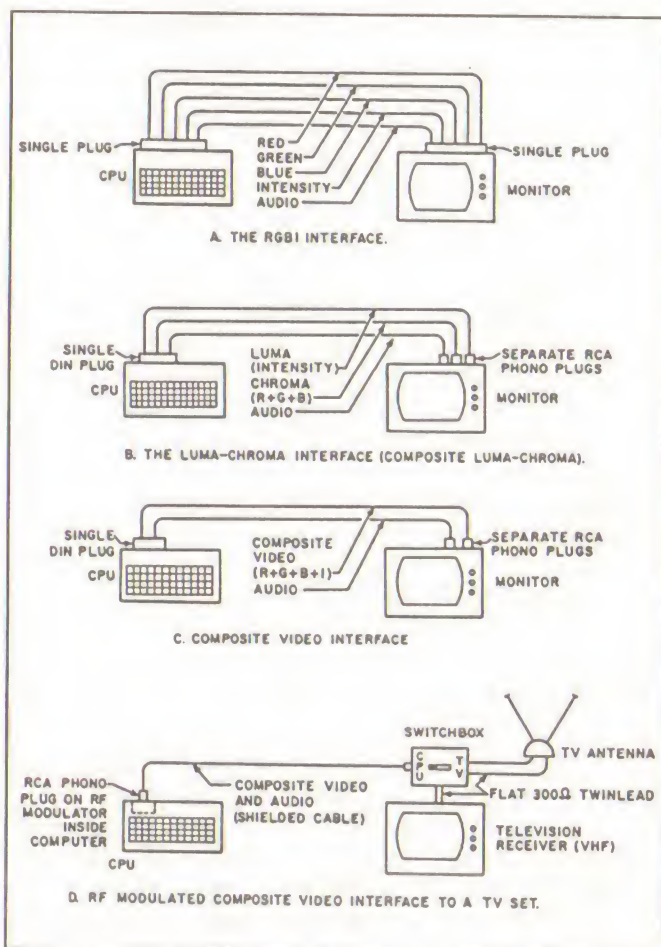 SINGLE PLUG
CPU
RED
GREEN
BLUE
INTENSITY
AUDIO
SINGLE PLUG
MONITOR
A. THE RGBI INTERFACE.
SINGLE
DIN PLUG
CPU
LUMA
(INTENSITY)
CHROMA
(R+G+B)
AUDIO
SEPARATE RCA
PHONO PLUGS
MONITOR
B. THE LUMA-CHROMA INTERFACE (COMPOSITE LUMA-CHROMA).
SINGLE
DIN PLUG
CPU
COMPOSITE
VIDEO
(R+G+B+I)
AUDIO
SEPARATE RCA
PHONO PLUGS
MONITOR
C. COMPOSITE VIDEO INTERFACE
SWITCHBOX
CPU
TV
TV ANTENNA
RCA PHONO
PLUG ON RF
MODULATOR
INSIDE
COMPUTER
CPU
COMPOSITE VIDEO
AND AUDIO
(SHIELDED CABLE)
FLAT 300Ω TWINLEAD
TELEVISION
RECEIVER (VHF)
D. RF MODULATED COMPOSITE VIDEO INTERFACE TO A TV SET.